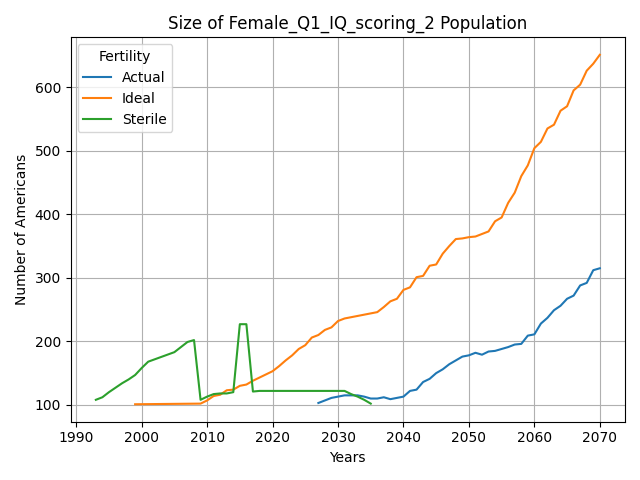 Size of Female_Q1_IQ_scoring_2 Population
Fertility
Actual
Ideal
Sterile
Number of Americans
600
500
400
300
200
100
1990 2000 2010 2020 2030 2040 2050 2060 2070
Years